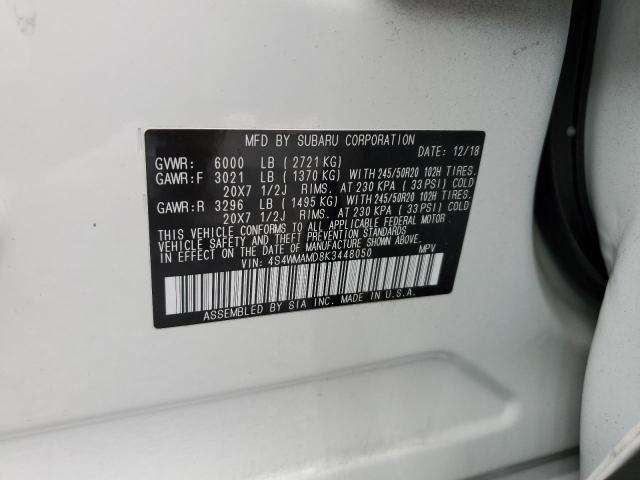 MFD BY SUBARU CORPORATION
DATE: 12/18
GVWR: 6000 LB (2721 KG)
GAWR:F 3021 LB (1370 KG) WITH 245/50R20 102H TIRES.
20X7 1/2J RIMS. AT 230 KPA (33 PSI) COLD
GAWR:R 3296 LB (1495 KG) WITH 245/50R20 102H TIRES.
20X7 1/2J RIMS. AT 230 KPA (33 PSI) COLD
THIS VEHICLE CONFORMS TO ALL APPLICABLE FEDERAL MOTOR
VEHICLE SAFETY AND BUMPER STANDARDS
IN EFFECT ON THE DATE OF MANUFACTURE SHOWN ABOVE.
VIN: 4S4WMAMD8K3448050 MPV
ASSEMBLED BY SIA INC. MADE IN U.S.A.